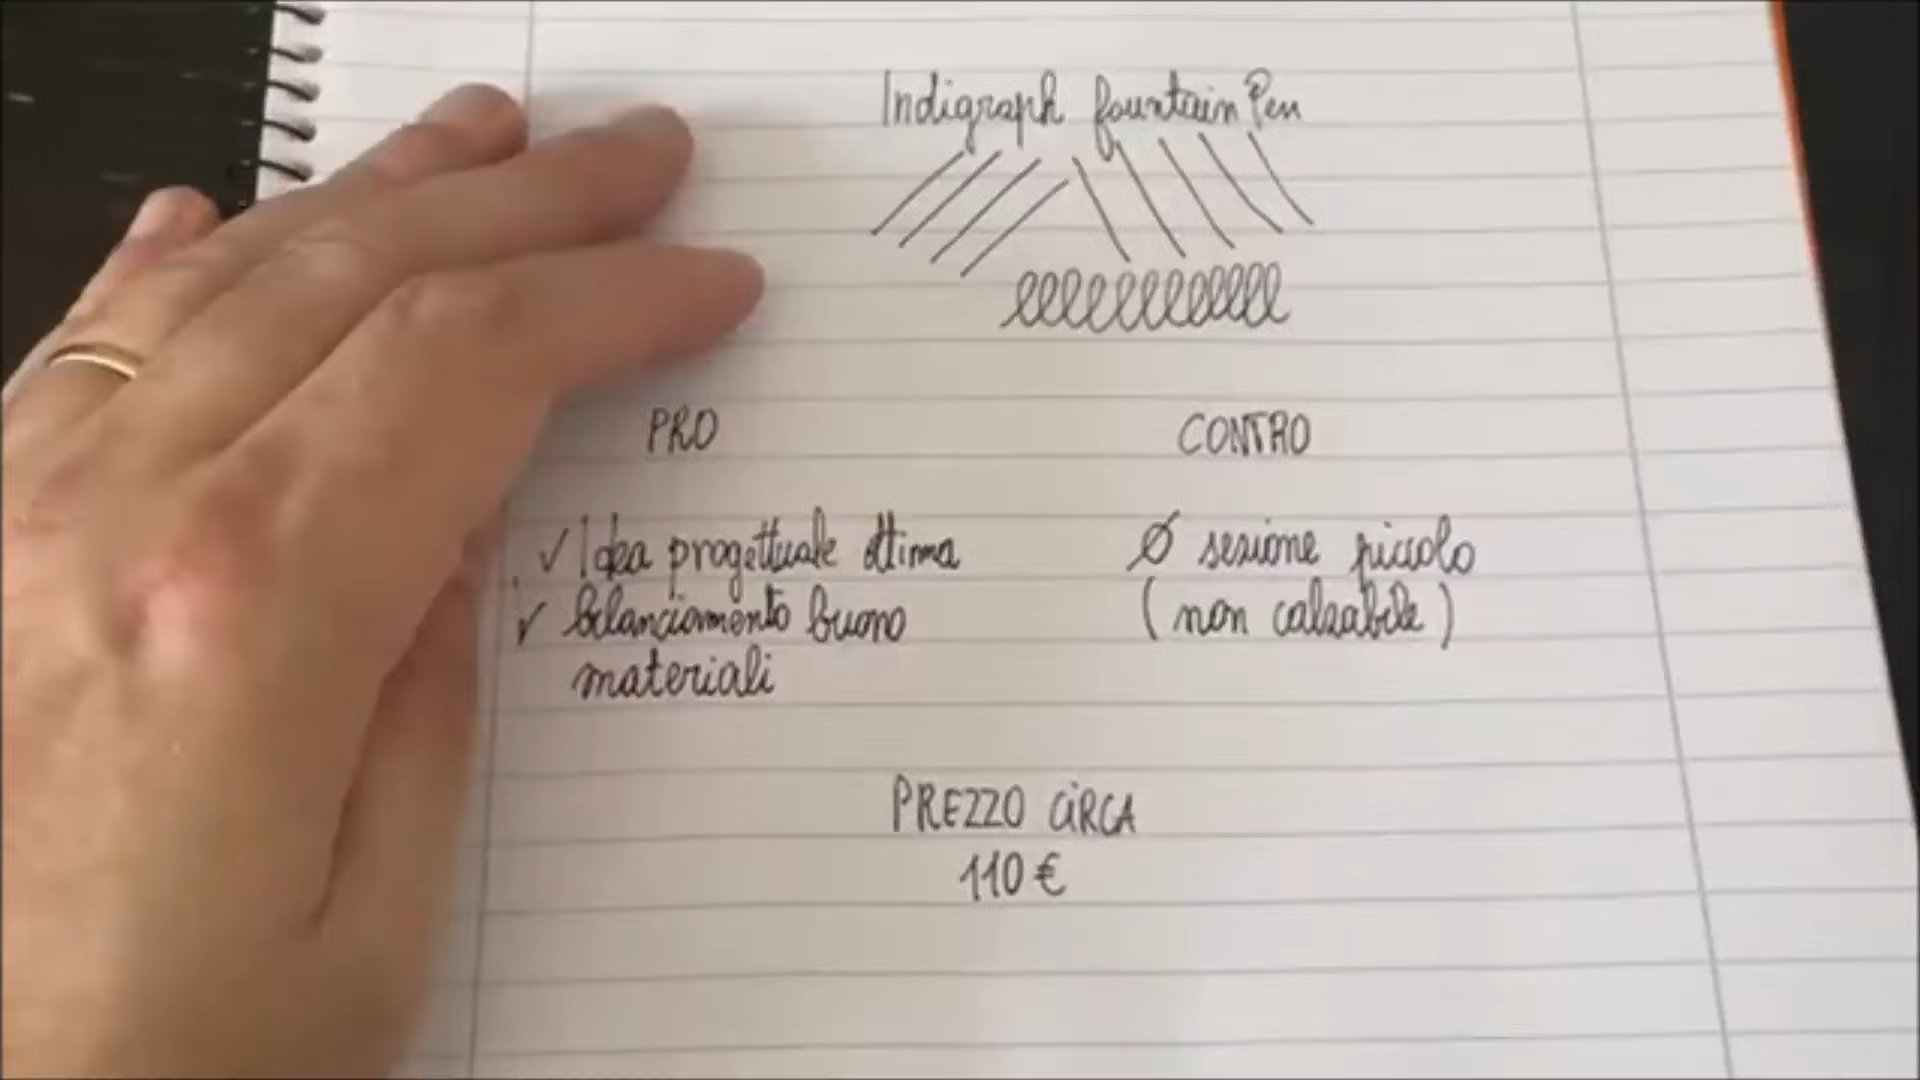 Indigraph fountain Pen
PRO
CONTRO
✓ Idea progettuale ottima
✓ bilanciamento buono
materiali
Ø sezione piccolo
(non calzabile)
PREZZO CIRCA
110 €